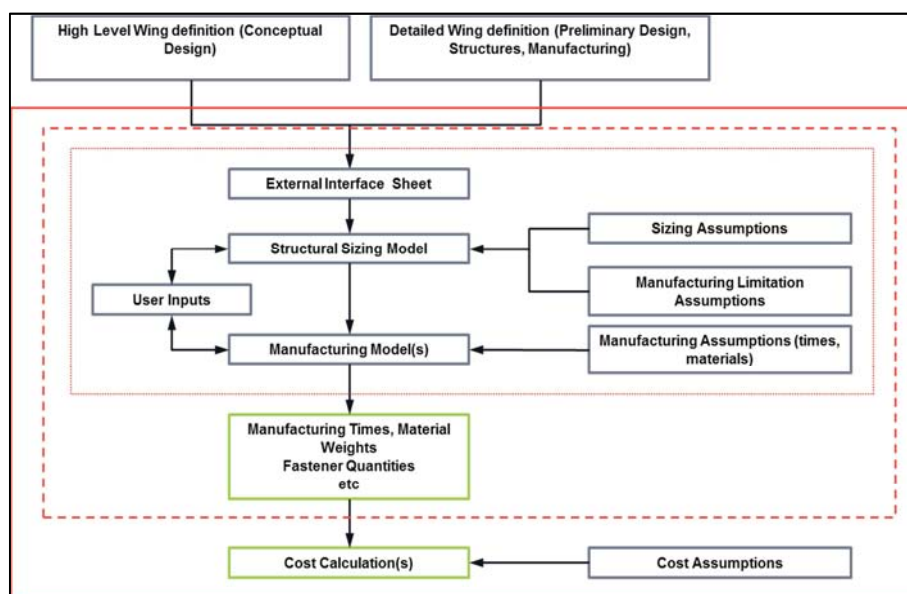 High Level Wing definition (Conceptual
Design)
Detailed Wing definition (Preliminary Design,
Structures, Manufacturing)
External Interface Sheet
Structural Sizing Model
Sizing Assumptions
User Inputs
Manufacturing Limitation
Assumptions
Manufacturing Model(s)
Manufacturing Assumptions (times,
materials)
Manufacturing Times, Material
Weights
Fastener Quantities
etc
Cost Calculation(s)
Cost Assumptions